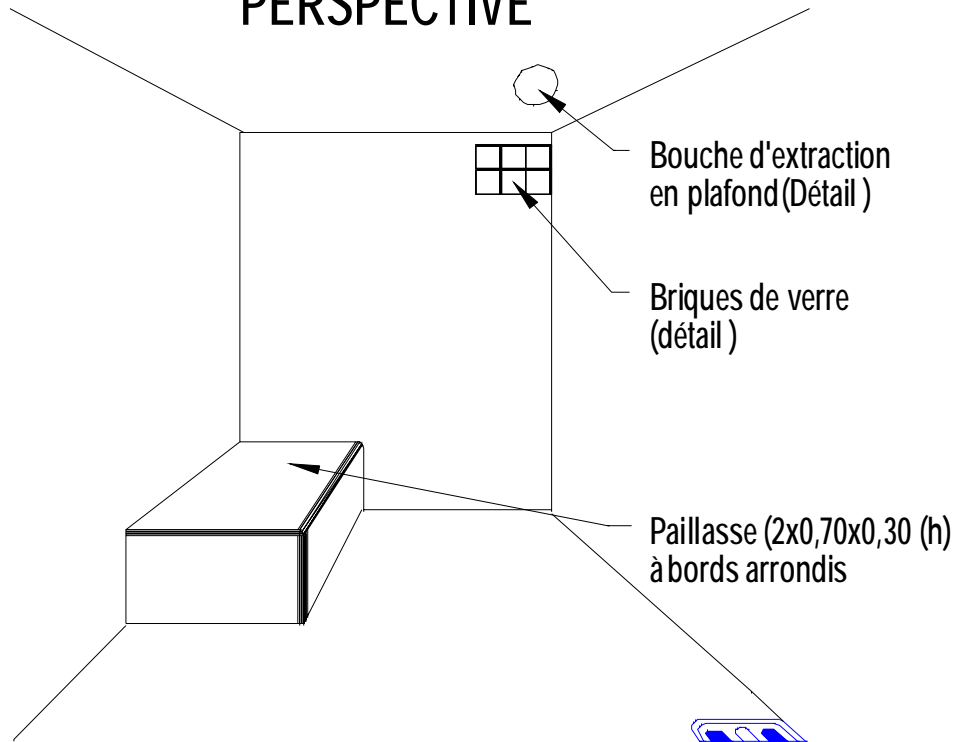 PERSPECTIVE
Bouche d'extraction
en plafond (Détail )
Briques de verre
(détail )
Paillasse (2x0,70x0,30 (h)
à bords arrondis